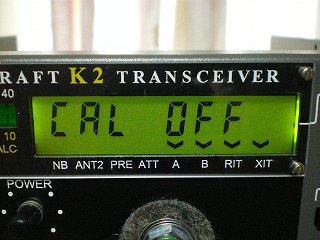 40
RAFT K2 TRANSCEIVER
CAL OFF
10
ALC
NB ANT2 PRE ATT A B RIT XIT
POWER